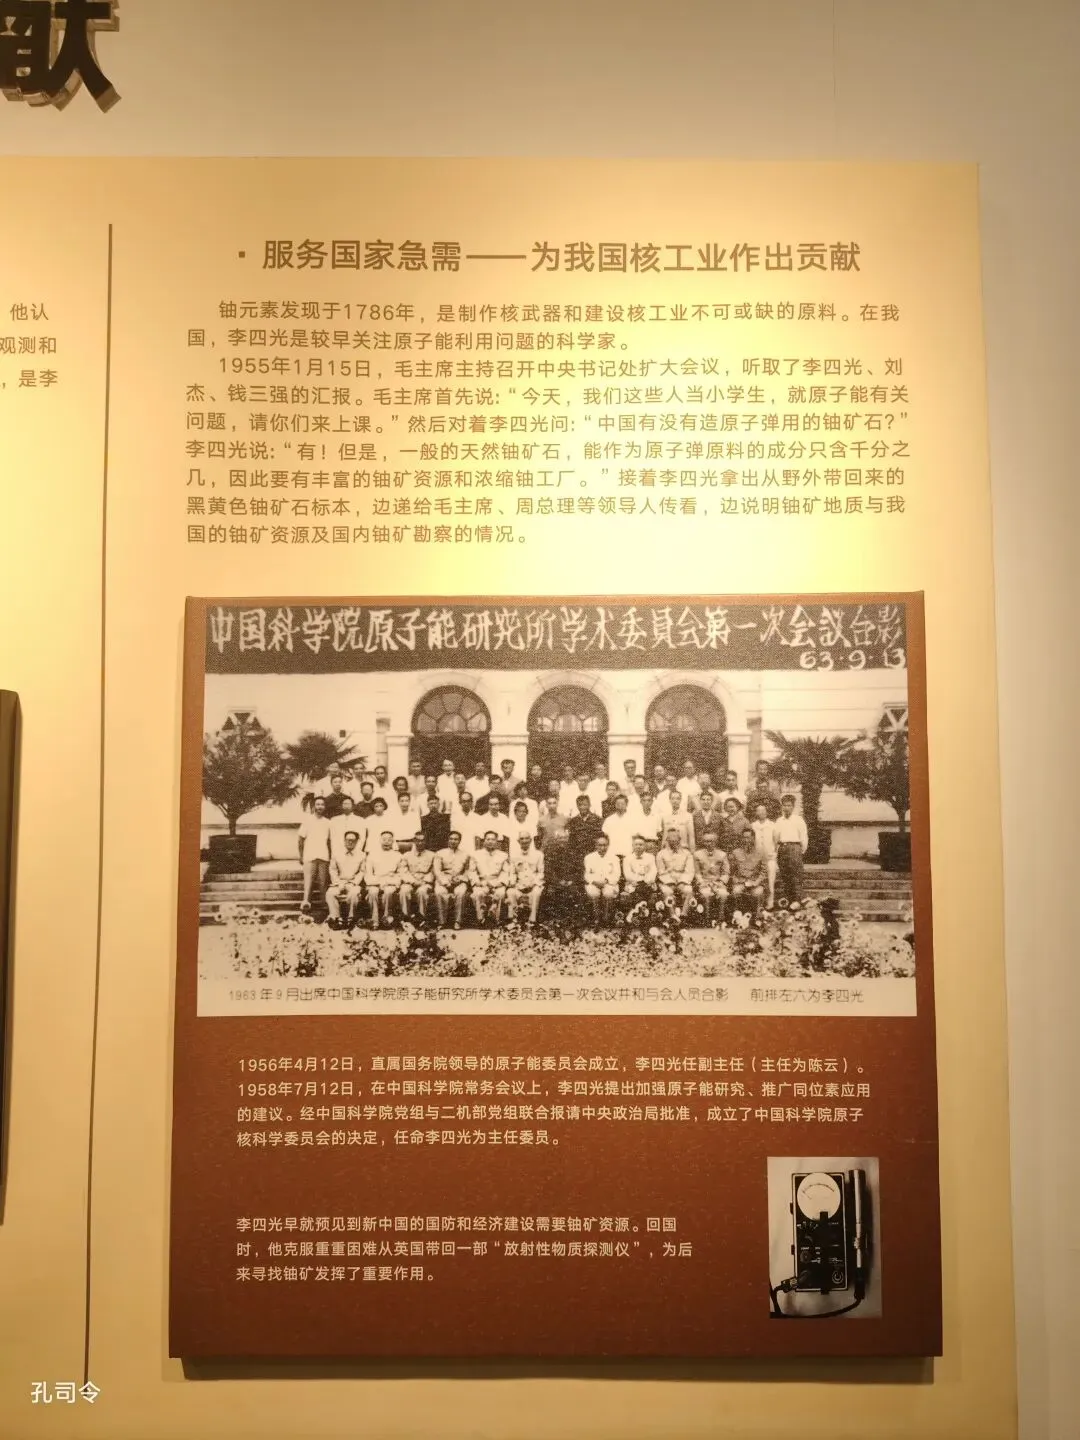 献
他认
观测和
，是李
· 服务国家急需——为我国核工业作出贡献
铀元素发现于1786年，是制作核武器和建设核工业不可或缺的原料。在我
国，李四光是较早关注原子能利用问题的科学家。
1955年1月15日，毛主席主持召开中央书记处扩大会议，听取了李四光、刘
杰、钱三强的汇报。毛主席首先说：“今天，我们这些人当小学生，就原子能有关
问题，请你们来上课。”然后对着李四光问：“中国有没有造原子弹用的铀矿石？”
李四光说：“有！但是，一般的天然铀矿石，能作为原子弹原料的成分只含千分之
几，因此要有丰富的铀矿资源和浓缩铀工厂。”接着李四光拿出从野外带回来的
黑黄色铀矿石标本，边递给毛主席、周总理等领导人传看，边说明铀矿地质与我
国的铀矿资源及国内铀矿勘察的情况。
中国科学院原子能研究所学术委員会第一次会议合影
63·9·13
1963年9月出席中国科学院原子能研究所学术委员会第一次会议并和与会人员合影 前排左六为李四光
1956年4月12日，直属国务院领导的原子能委员会成立，李四光任副主任（主任为陈云）。
1958年7月12日，在中国科学院常务会议上，李四光提出加强原子能研究、推广同位素应用
的建议。经中国科学院党组与二机部党组联合报请中央政治局批准，成立了中国科学院原子
核科学委员会的决定，任命李四光为主任委员。
李四光早就预见到新中国的国防和经济建设需要铀矿资源。回国
时，他克服重重困难从英国带回一部“放射性物质探测仪”，为后
来寻找铀矿发挥了重要作用。
孔司令